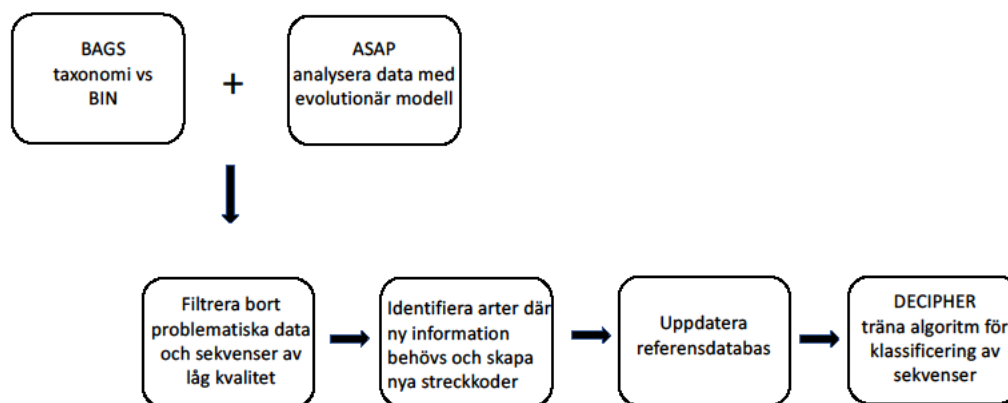 BAGS
taxonomi vs
BIN
+
ASAP
analysera data med
evolutionär modell
Filtrera bort
problematiska data
och sekvenser av
låg kvalitet
Identifiera arter där
ny information
behövs och skapa
nya streckkoder
Uppdatera
referensdatabas
DECIPHER
träna algoritm för
klassificering av
sekvenser